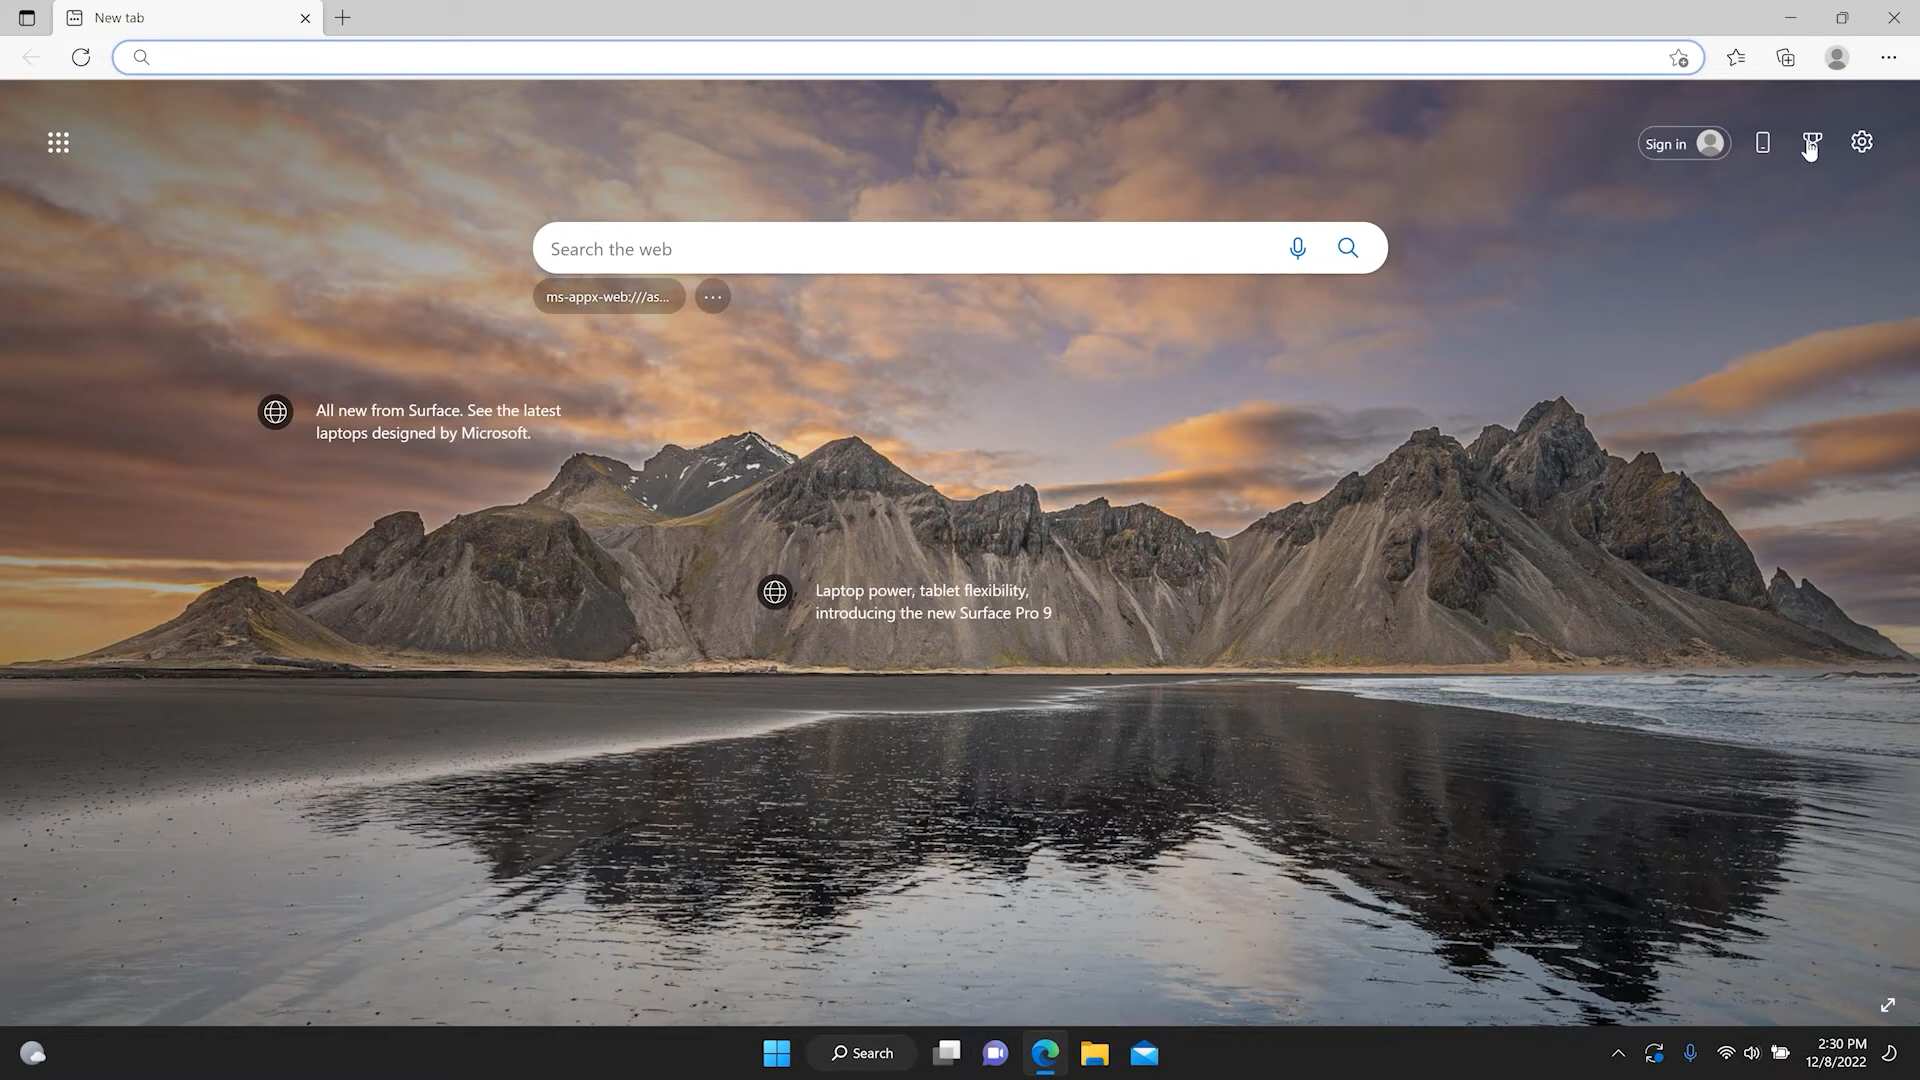 New tab
Sign in
Search the web
ms-appx-web:///as...
All new from Surface. See the latest
laptops designed by Microsoft.
Laptop power, tablet flexibility,
introducing the new Surface Pro 9
Search
2:30 PM
12/8/2022